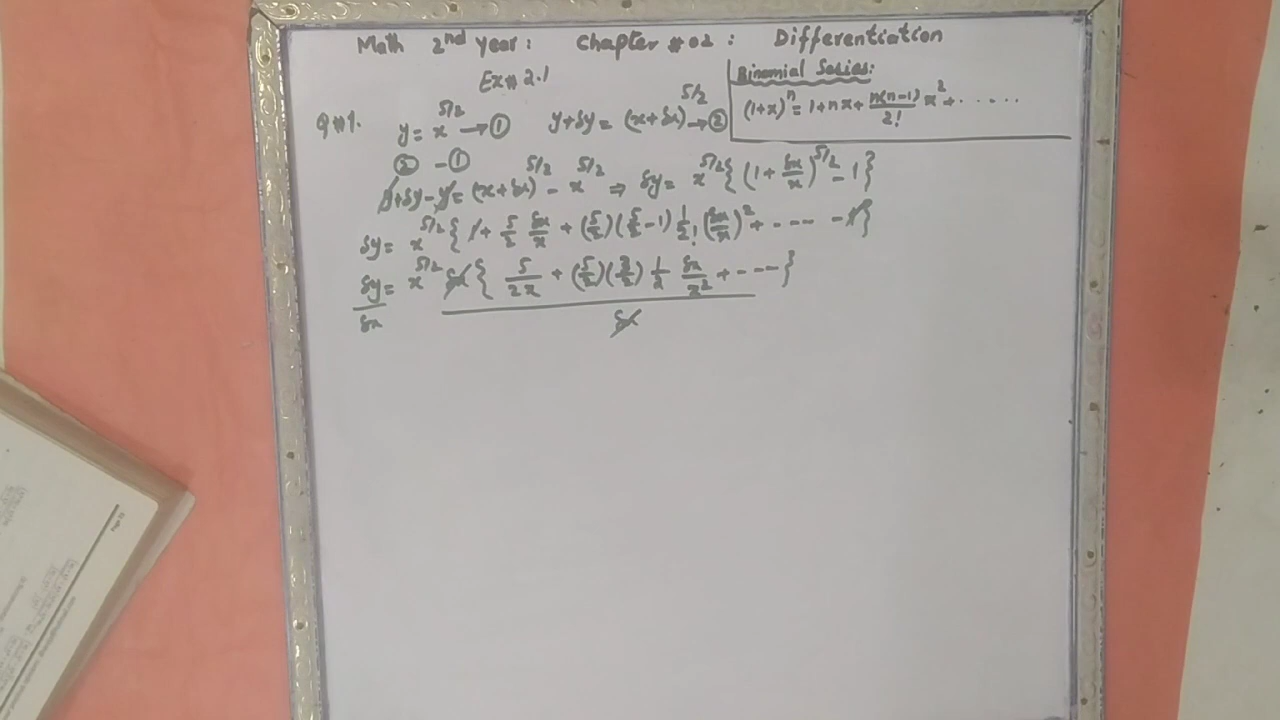 Math 2nd year: Chapter #02: Differentiation
Ex# 2.1
Binomial Series:
(1+x)^n = 1+nx+ n(n-1)/2! x^2 + ......
Q#1. y = x^5/2 → ① y+δy = (x+δx)^5/2 → ②
② - ①
y+δy-y = (x+δx)^5/2 - x^5/2 ⇒ δy = x^5/2 { (1+ δx/x)^5/2 - 1 }
δy = x^5/2 { 1+ 5/2 δx/x + (5/2)(5/2-1) 1/2! (δx/x)^2 + ---- -1 }
δy/δx = x^5/2 δx { 5/2x + (5/2)(3/2) 1/2 δx/x^2 + --- } / δx
Page 52